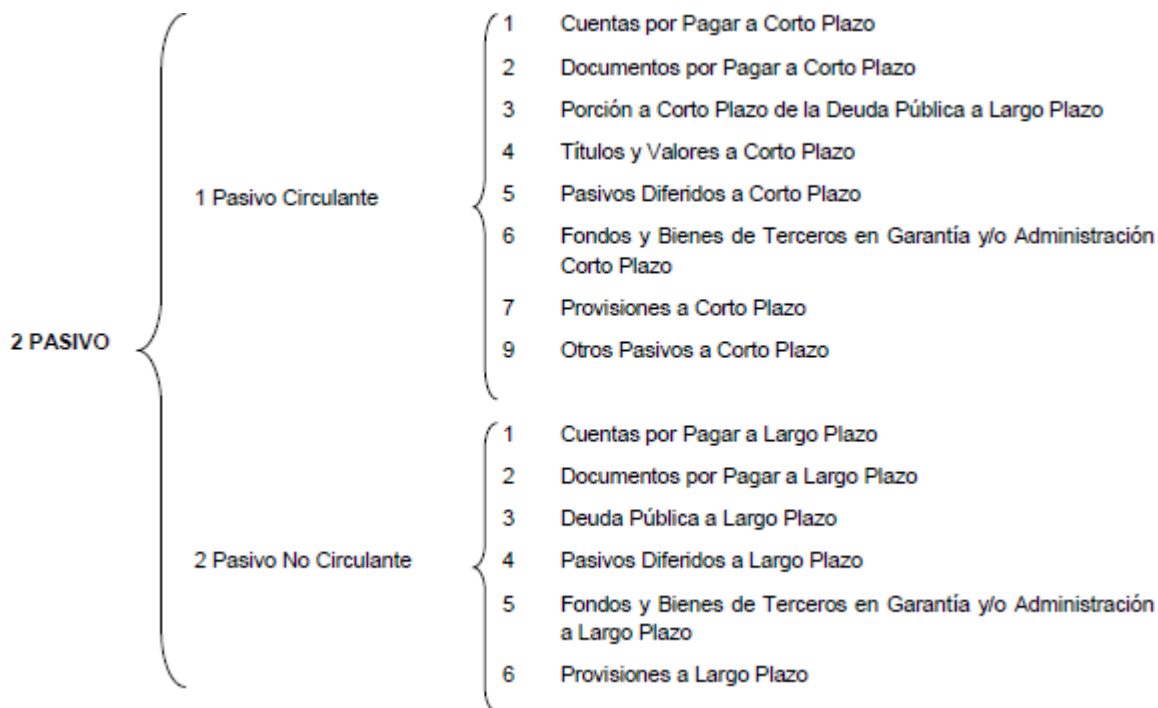 2 PASIVO
1 Pasivo Circulante
1 Cuentas por Pagar a Corto Plazo
2 Documentos por Pagar a Corto Plazo
3 Porción a Corto Plazo de la Deuda Pública a Largo Plazo
4 Títulos y Valores a Corto Plazo
5 Pasivos Diferidos a Corto Plazo
6 Fondos y Bienes de Terceros en Garantía y/o Administración
Corto Plazo
7 Provisiones a Corto Plazo
9 Otros Pasivos a Corto Plazo
2 Pasivo No Circulante
1 Cuentas por Pagar a Largo Plazo
2 Documentos por Pagar a Largo Plazo
3 Deuda Pública a Largo Plazo
4 Pasivos Diferidos a Largo Plazo
5 Fondos y Bienes de Terceros en Garantía y/o Administración
a Largo Plazo
6 Provisiones a Largo Plazo